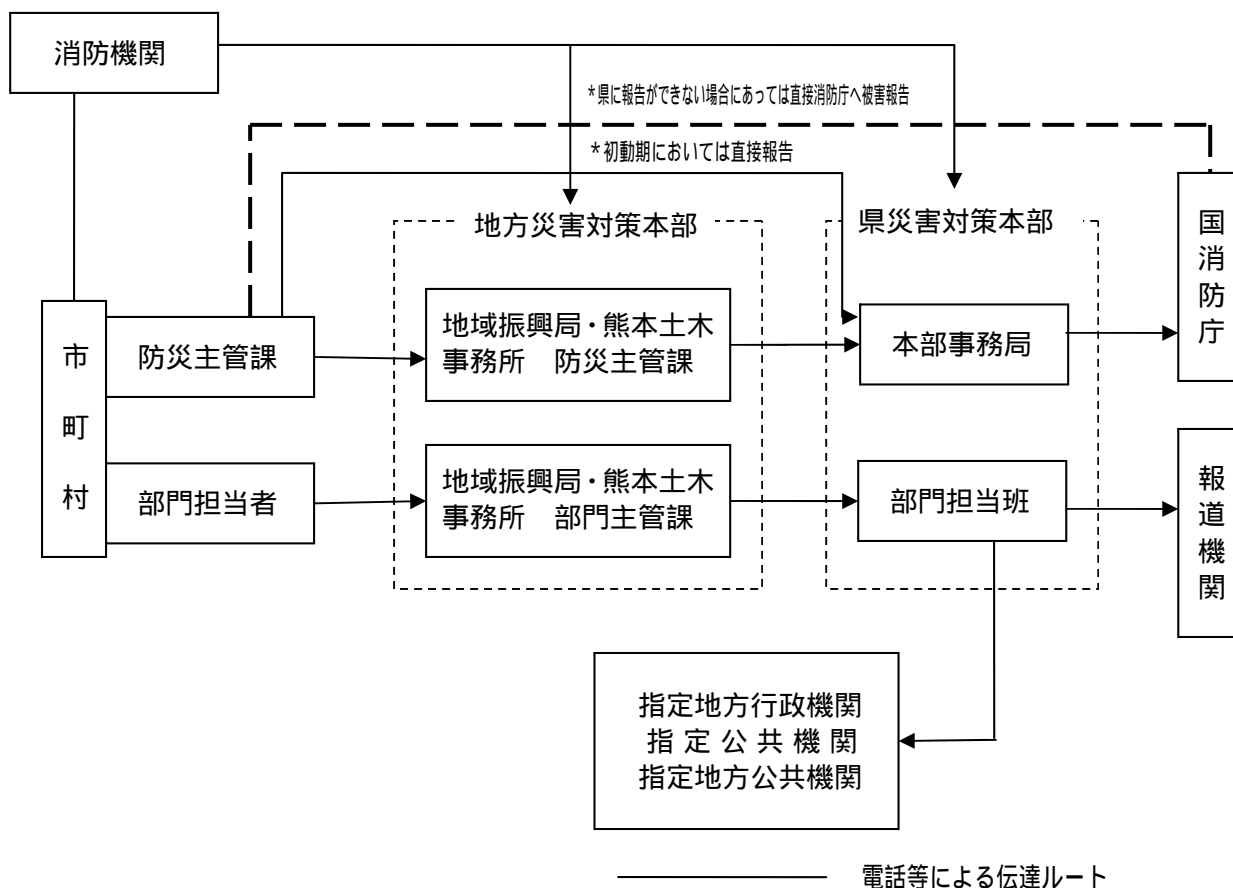 消防機関
*県に報告ができない場合にあっては直接消防庁へ被害報告
*初動期においては直接報告
地方災害対策本部
県災害対策本部
国消防庁
市町村
防災主管課
地域振興局・熊本土木
事務所 防災主管課
本部事務局
部門担当者
地域振興局・熊本土木
事務所 部門主管課
部門担当班
報道機関
指定地方行政機関
指定公共機関
指定地方公共機関
電話等による伝達ルート